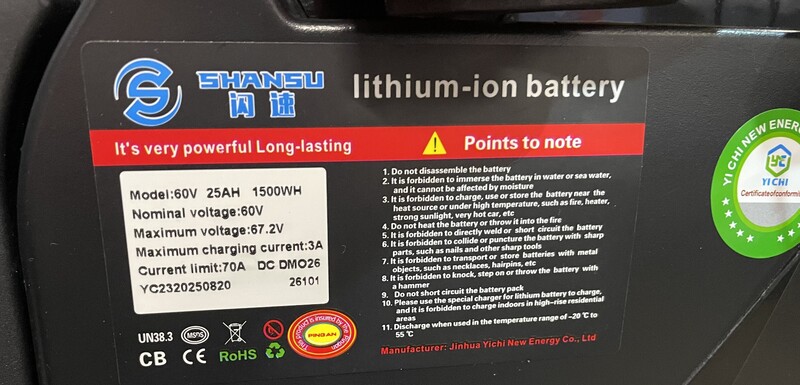 SHANSU
闪速
lithium-ion battery
It's very powerful Long-lasting
Points to note
Model:60V 25AH 1500WH
Nominal voltage:60V
Maximum voltage:67.2V
Maximum charging current:3A
Current limit:70A DC DMO26
YC2320250820 26101
UN38.3
MSDS
CB
CE
RoHS
This product is insured by the Pingan
PINGAN
1. Do not disassemble the battery
2. It is forbidden to immerse the battery in water or sea water,
and it cannot be affected by moisture
3. It is forbidden to charge, use or store the battery near the
heat source or under high temperature, such as fire, heater,
strong sunlight, very hot car, etc
4. Do not heat the battery or throw it into the fire
5. It is forbidden to directly weld or short circuit the battery
6. It is forbidden to collide or puncture the battery with sharp
parts, such as nails and other sharp tools
7. It is forbidden to transport or store batteries with metal
objects, such as necklaces, hairpins, etc
8. It is forbidden to knock, step on or throw the battery with
a hammer
9. Do not short circuit the battery pack
10. Please use the special charger for lithium battery to charge,
and it is forbidden to charge indoors in high-rise residential
areas
11. Discharge when used in the temperature range of -20 ℃ to
55 ℃
Manufacturer: Jinhua Yichi New Energy Co., Ltd
YI CHI NEW ENERG
YC
YI CHI
Certificate of conformi